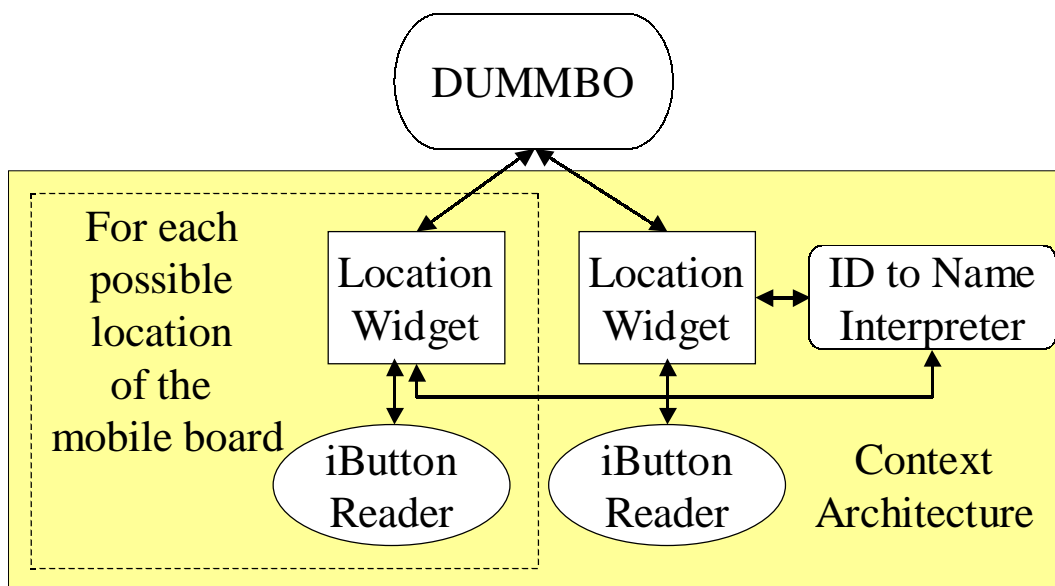 DUMMBO
For each
possible
location
of the
mobile board
Location
Widget
Location
Widget
ID to Name
Interpreter
iButton
Reader
iButton
Reader
Context
Architecture